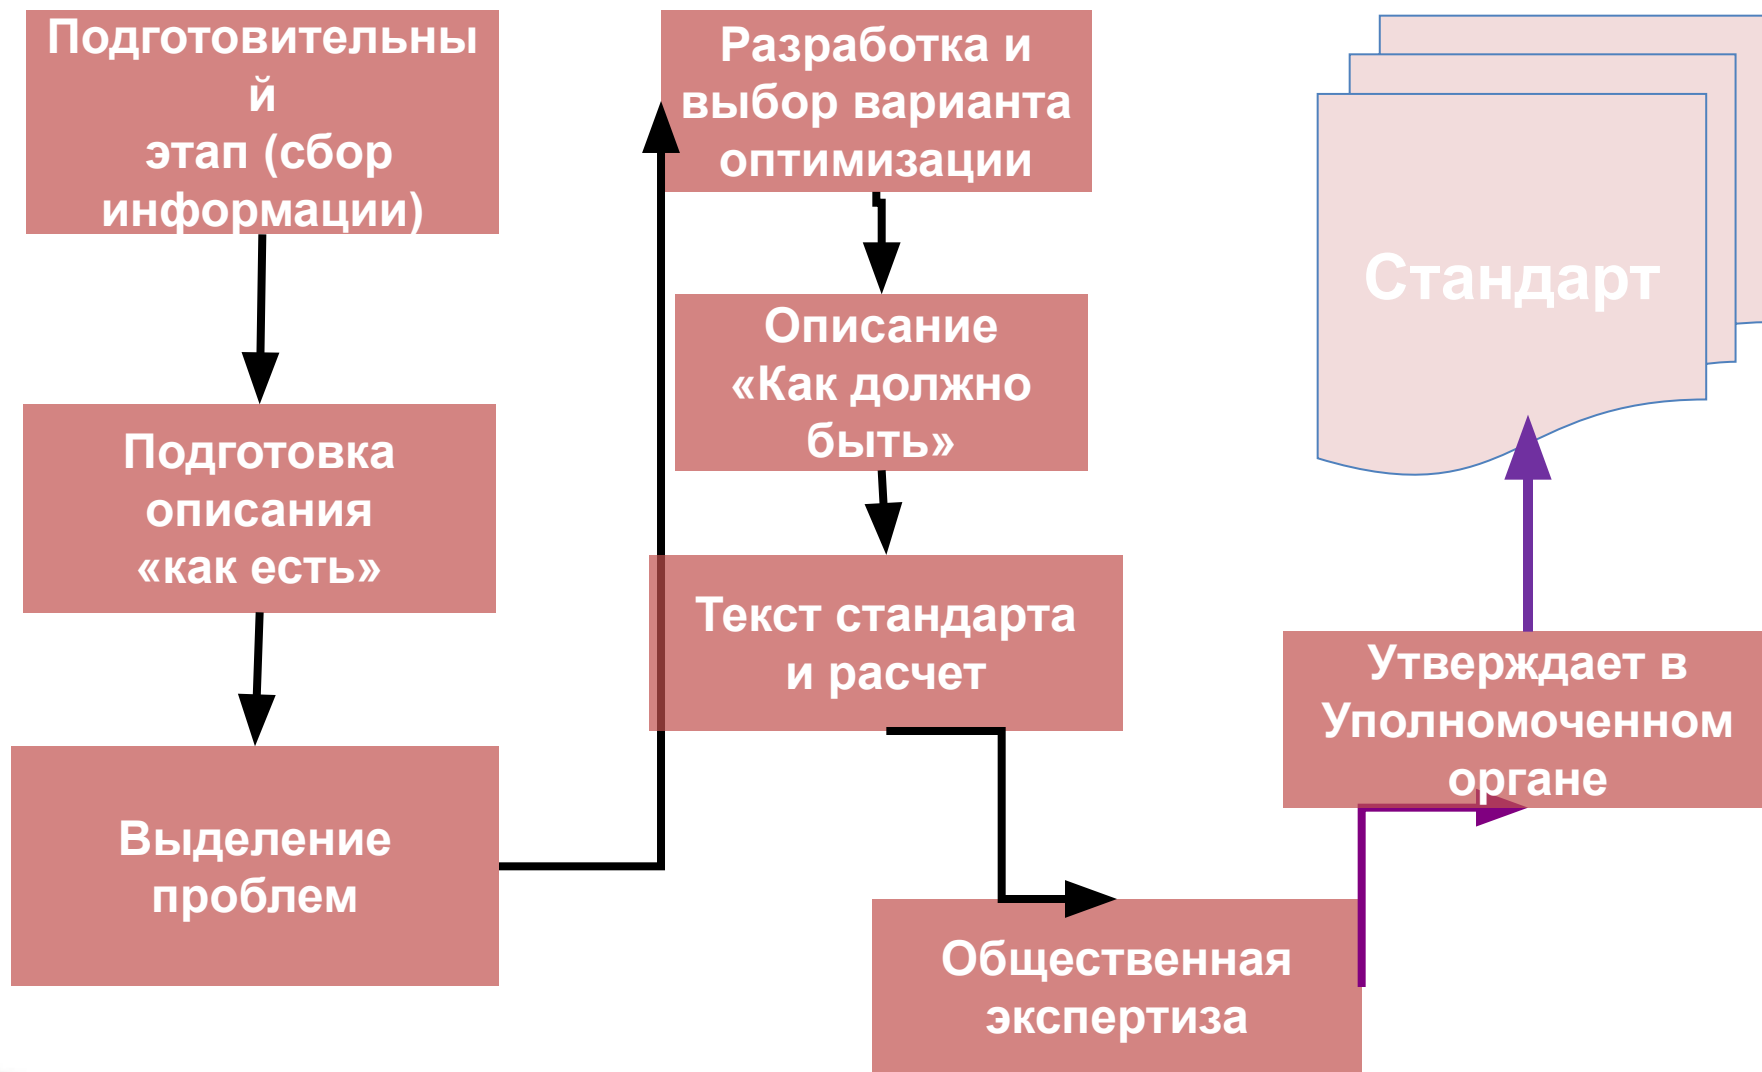 Подготовительны
й
этап (сбор
информации)
Подготовка
описания
«как есть»
Выделение
проблем
Разработка и
выбор варианта
оптимизации
Описание
«Как должно
быть»
Текст стандарта
и расчет
Общественная
экспертиза
Утверждает в
Уполномоченном
органе
Стандарт